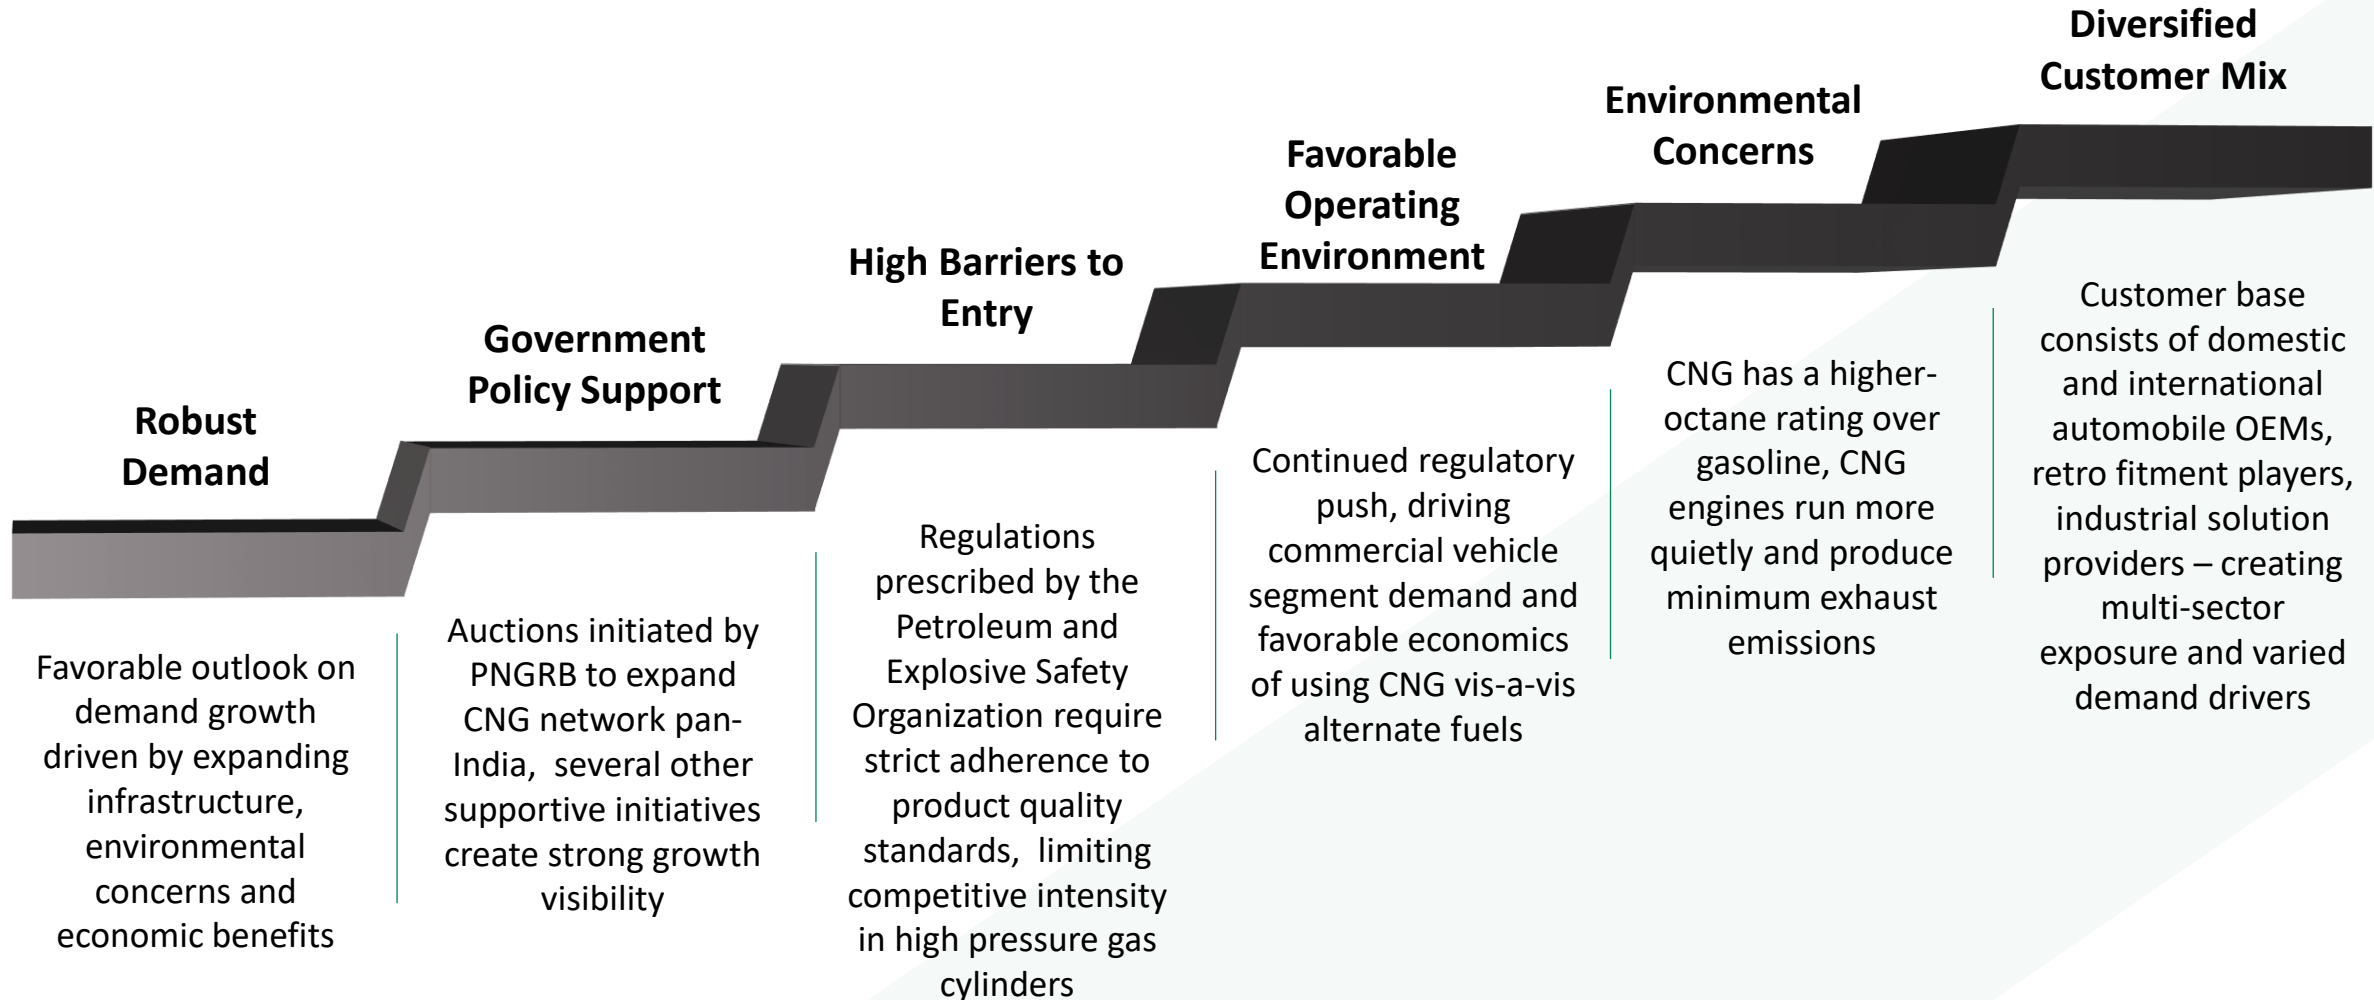 Robust
Demand
Favorable outlook on
demand growth
driven by expanding
infrastructure,
environmental
concerns and
economic benefits
Government
Policy Support
Auctions initiated by
PNGRB to expand
CNG network pan-
India,  several other
supportive initiatives
create strong growth
visibility
High Barriers to
Entry
Regulations
prescribed by the
Petroleum and
Explosive Safety
Organization require
strict adherence to
product quality
standards,  limiting
competitive intensity
in high pressure gas
cylinders
Favorable
Operating
Environment
Continued regulatory
push, driving
commercial vehicle
segment demand and
favorable economics
of using CNG vis-a-vis
alternate fuels
Environmental
Concerns
CNG has a higher-
octane rating over
gasoline, CNG
engines run more
quietly and produce
minimum exhaust
emissions
Diversified
Customer Mix
Customer base
consists of domestic
and international
automobile OEMs,
retro fitment players,
industrial solution
providers – creating
multi-sector
exposure and varied
demand drivers